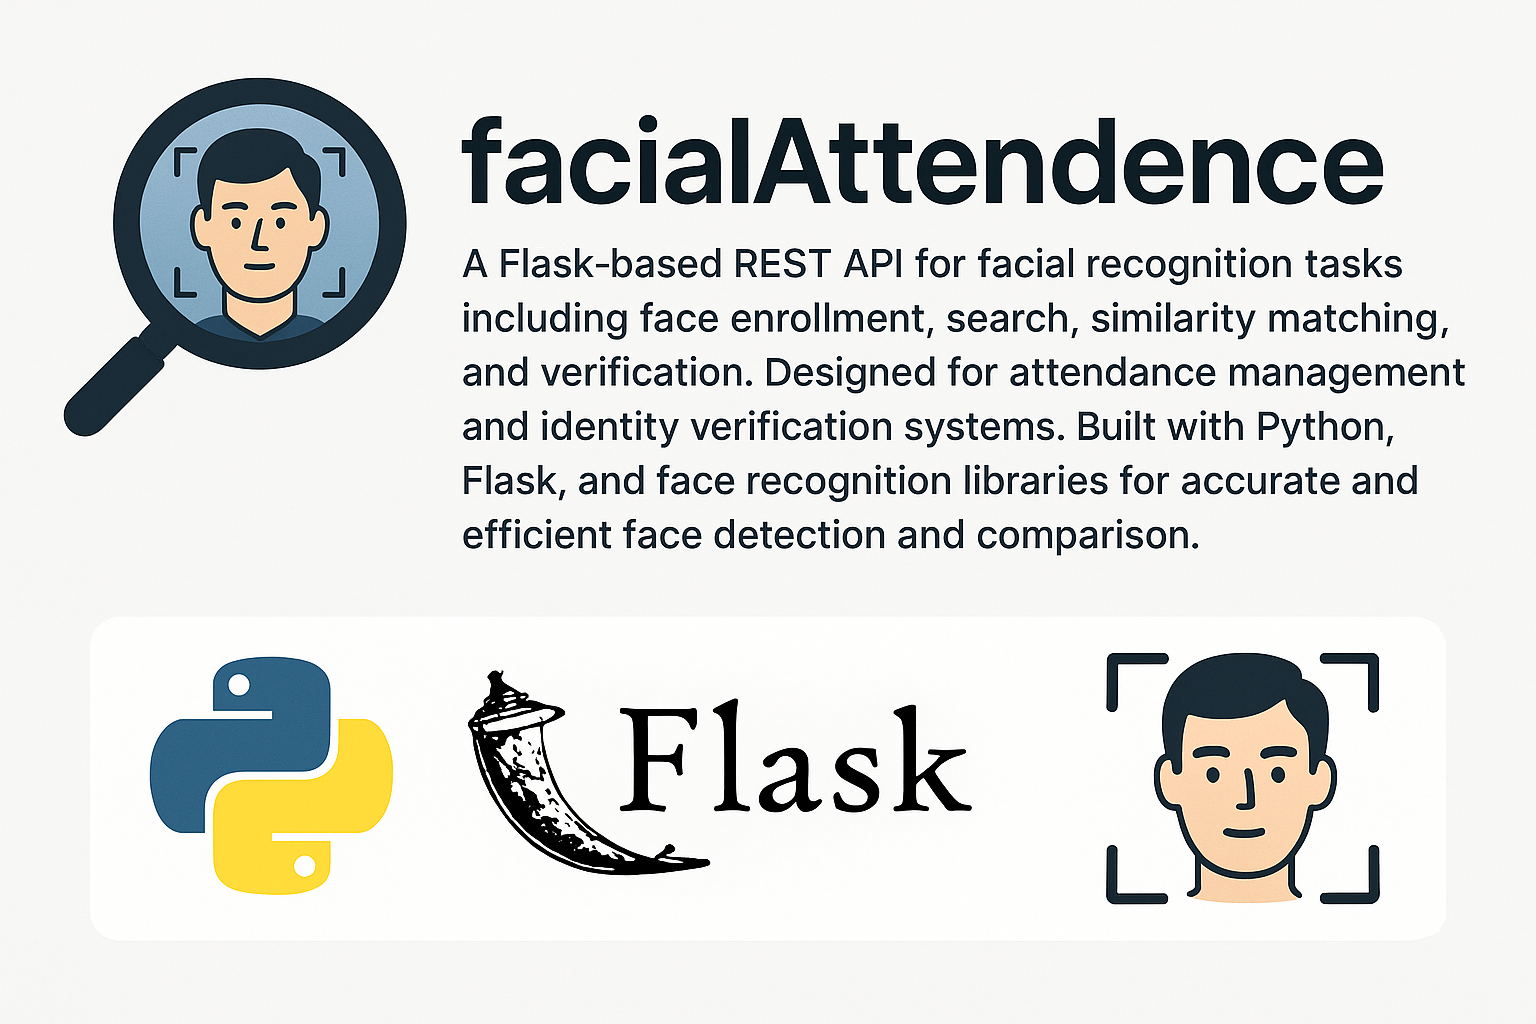 facialAttendence
A Flask-based REST API for facial recognition tasks
including face enrollment, search, similarity matching,
and verification. Designed for attendance management
and identity verification systems. Built with Python,
Flask, and face recognition libraries for accurate and
efficient face detection and comparison.
Flask